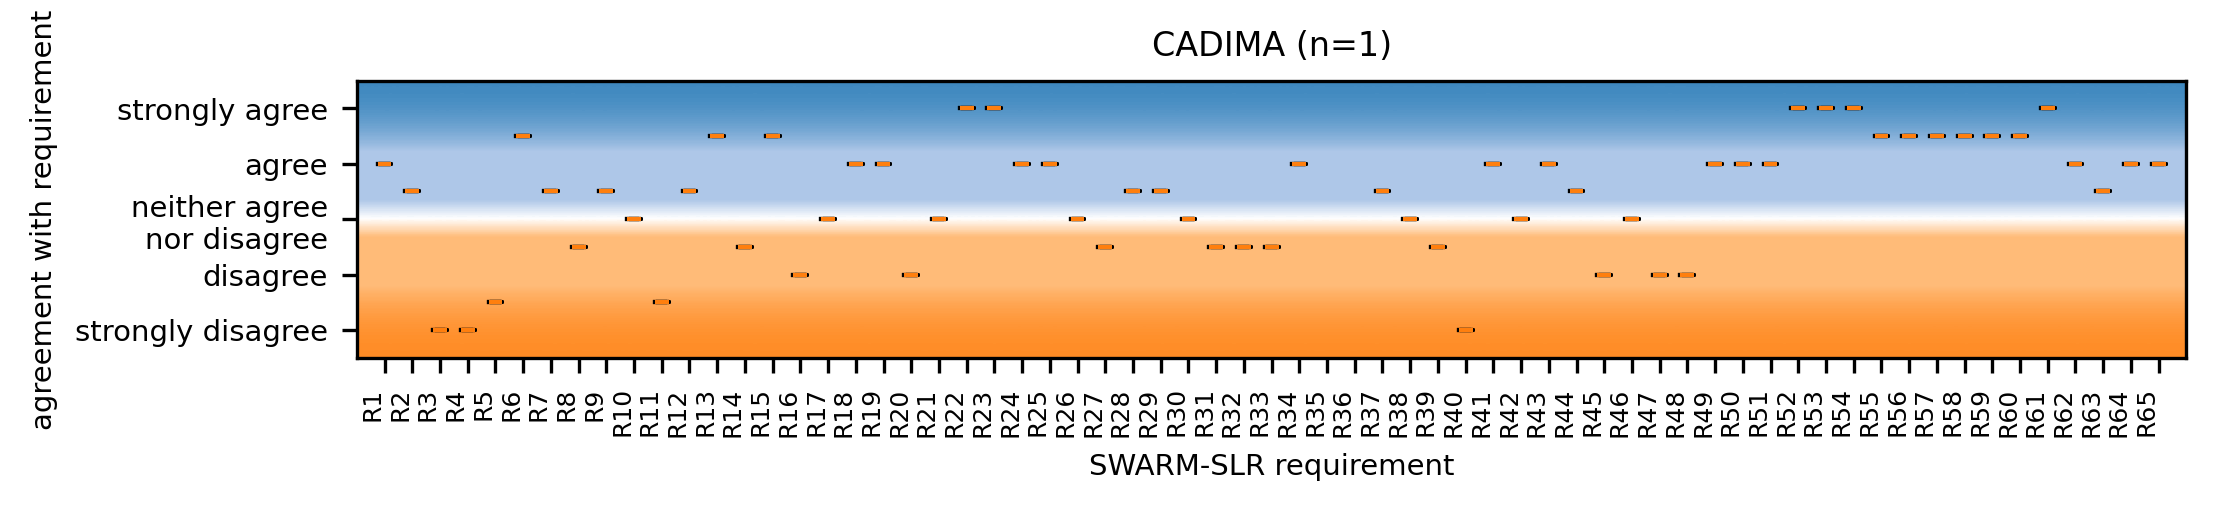 CADIMA (n=1)
agreement with requirement
strongly agree
agree
neither agree
nor disagree
disagree
strongly disagree
R1
R2
R3
R4
R5
R6
R7
R8
R9
R10
R11
R12
R13
R14
R15
R16
R17
R18
R19
R20
R21
R22
R23
R24
R25
R26
R27
R28
R29
R30
R31
R32
R33
R34
R35
R36
R37
R38
R39
R40
R41
R42
R43
R44
R45
R46
R47
R48
R49
R50
R51
R52
R53
R54
R55
R56
R57
R58
R59
R60
R61
R62
R63
R64
R65
SWARM-SLR requirement